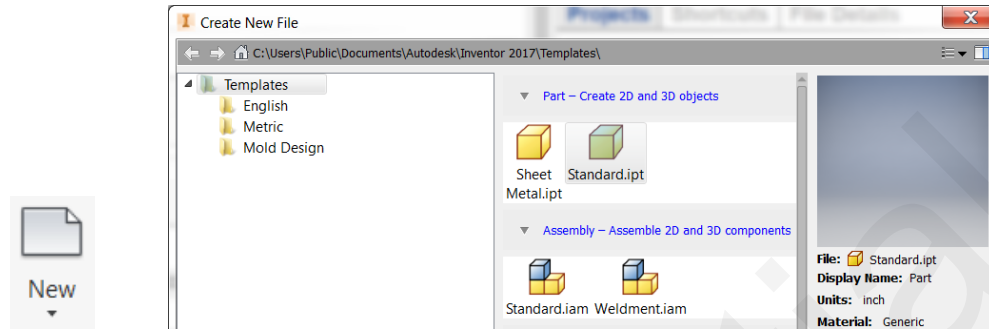 Create New File
Projects Shortcuts File Details
C:\Users\Public\Documents\Autodesk\Inventor 2017\Templates\
Templates
English
Metric
Mold Design
Part – Create 2D and 3D objects
Sheet Metal.ipt
Standard.ipt
Assembly – Assemble 2D and 3D components
Standard.iam Weldment.iam
File: Standard.ipt
Display Name: Part
Units: inch
Material: Generic
New